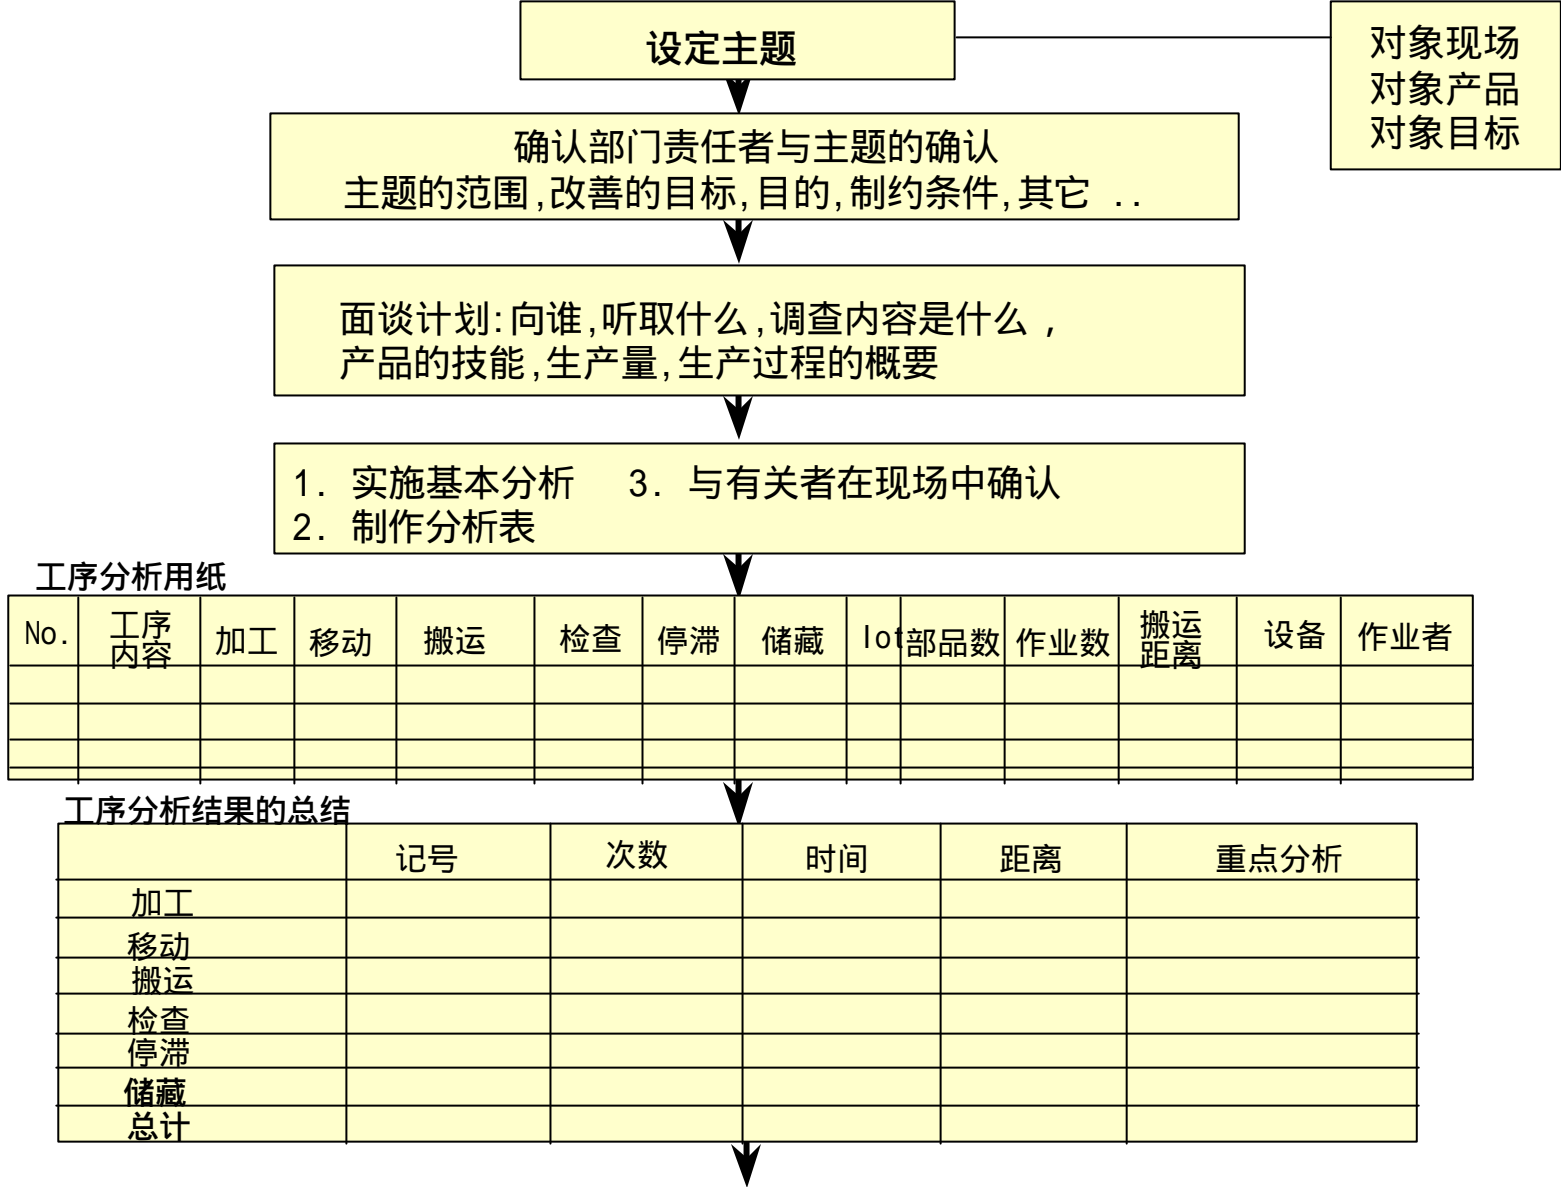 设定主题
对象现场
对象产品
对象目标
确认部门责任者与主题的确认
主题的范围,改善的目标,目的,制约条件,其它 ..
面谈计划:向谁,听取什么,调查内容是什么,
产品的技能,生产量,生产过程的概要
1. 实施基本分析 3. 与有关者在现场中确认
2. 制作分析表
工序分析用纸
No. 工序内容 加工 移动 搬运 检查 停滞 储藏 lot 部品数 作业数 搬运距离 设备 作业者
工序分析结果的总结
记号 次数 时间 距离 重点分析
加工
移动
搬运
检查
停滞
储藏
总计